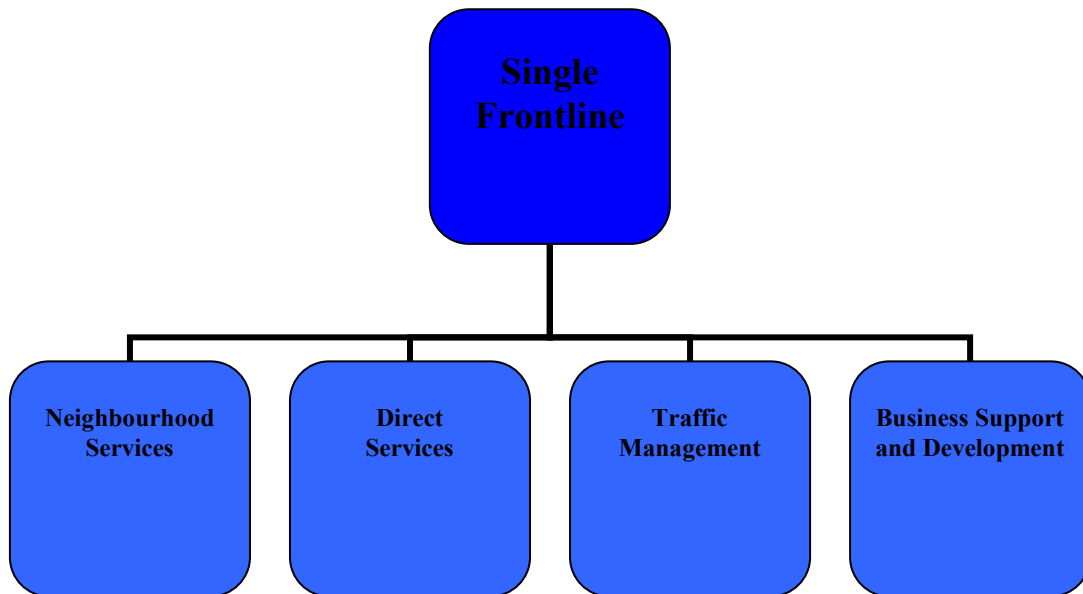 Single
Frontline
Neighbourhood
Services
Direct
Services
Traffic
Management
Business Support
and Development